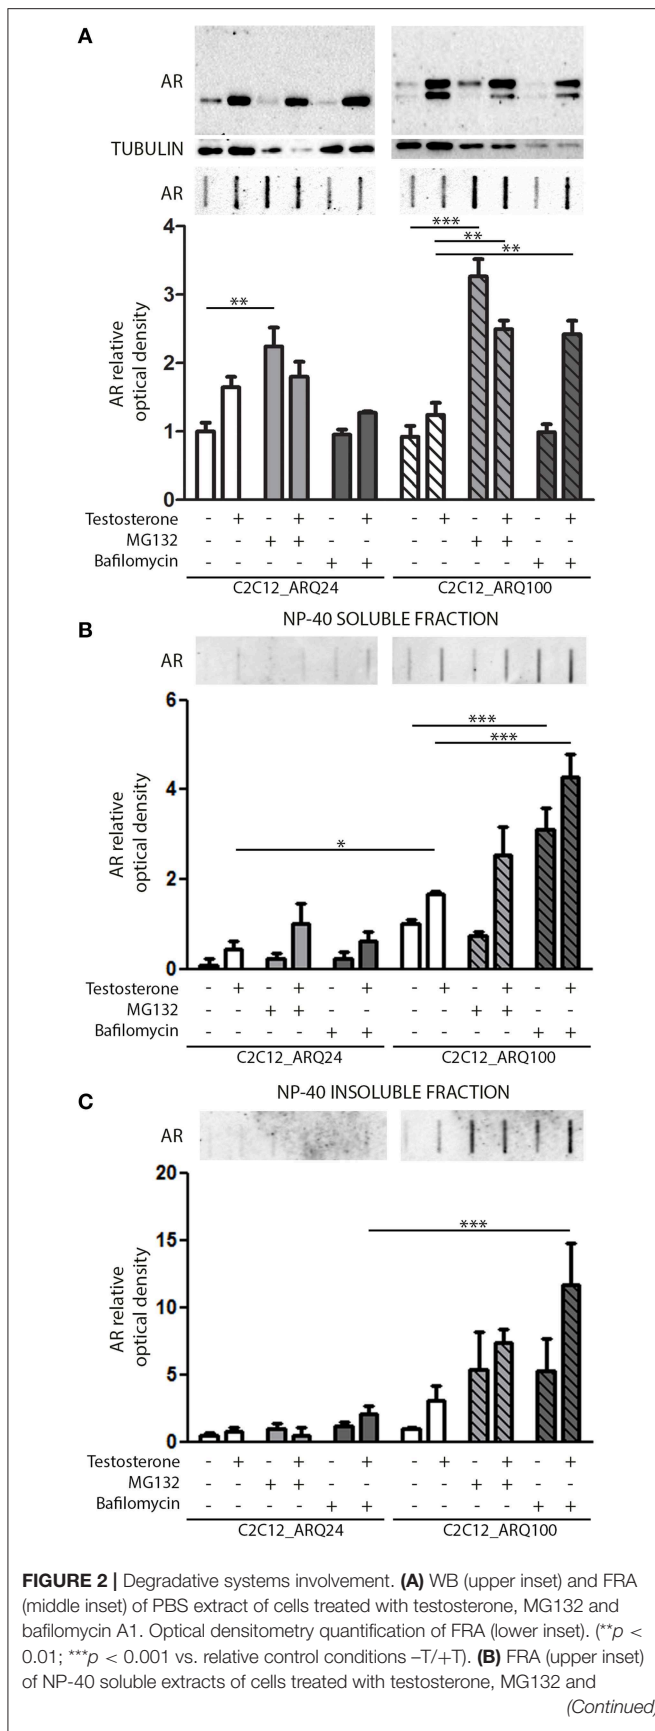 A
AR
TUBULIN
AR
4
3
2
1
0
AR relative
optical density
**
***
**
**
Testosterone - + - + - + - + - + - +
MG132 - - + + - - - - + + - -
Bafilomycin - - - - + + - - - - + +
C2C12_ARQ24 C2C12_ARQ100
B
NP-40 SOLUBLE FRACTION
AR
6
4
2
0
AR relative
optical density
***
***
*
Testosterone - + - + - + - + - + - +
MG132 - - + + - - - - + + - -
Bafilomycin - - - - + + - - - - + +
C2C12_ARQ24 C2C12_ARQ100
C
NP-40 INSOLUBLE FRACTION
AR
20
15
10
5
0
AR relative
optical density
***
Testosterone - + - + - + - + - + - +
MG132 - - + + - - - - + + - -
Bafilomycin - - - - + + - - - - + +
C2C12_ARQ24 C2C12_ARQ100
FIGURE 2 | Degradative systems involvement. (A) WB (upper inset) and FRA
(middle inset) of PBS extract of cells treated with testosterone, MG132 and
bafilomycin A1. Optical densitometry quantification of FRA (lower inset). (**p <
0.01; ***p < 0.001 vs. relative control conditions –T/+T). (B) FRA (upper inset)
of NP-40 soluble extracts of cells treated with testosterone, MG132 and
(Continued)